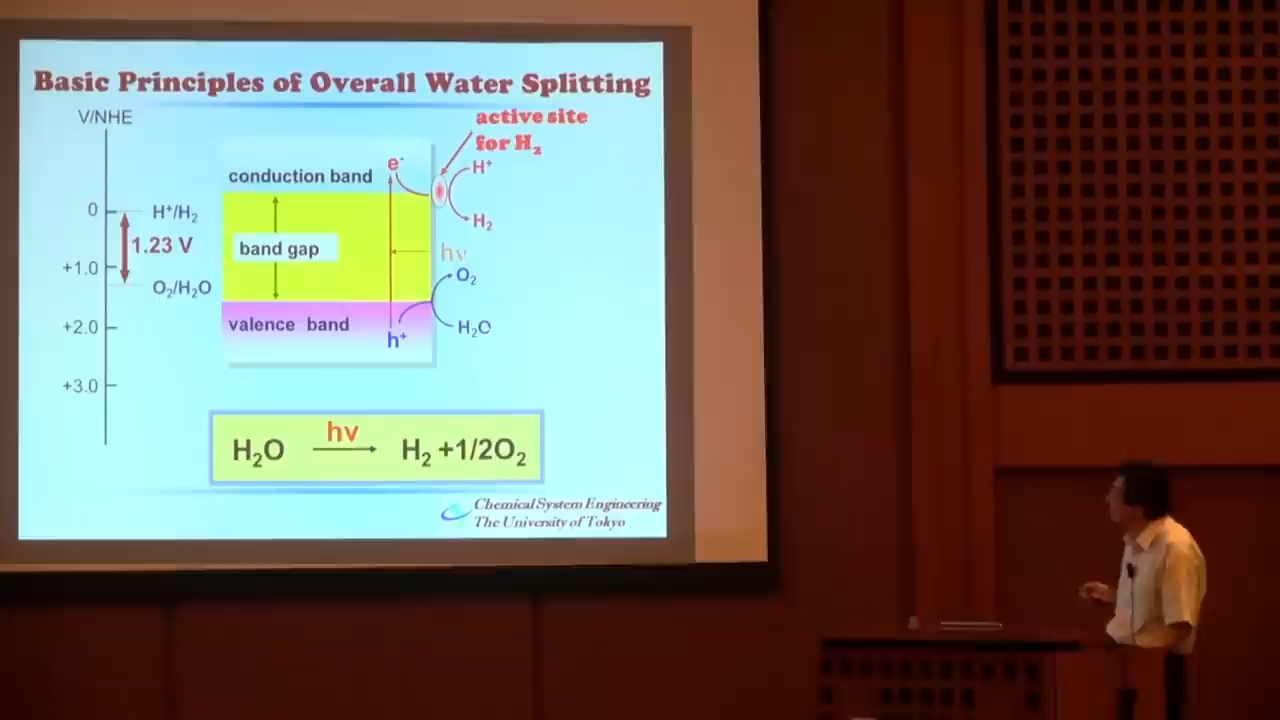 Basic Principles of Overall Water Splitting
V/NHE
active site
for H₂
e⁻
H⁺
conduction band
0
H⁺/H₂
H₂
1.23 V
band gap
hν
+1.0
O₂
O₂/H₂O
+2.0
valence band
H₂O
h⁺
+3.0
hν
H₂O → H₂ +1/2O₂
Chemical System Engineering
The University of Tokyo